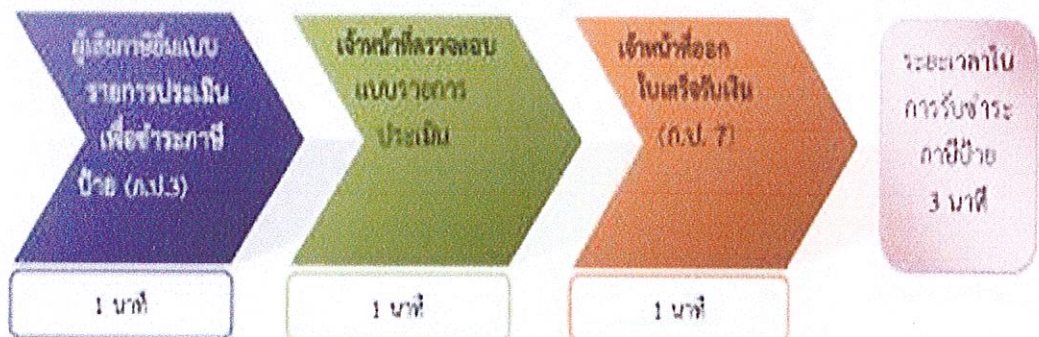 ผู้เสียภาษียื่นแบบ
รายการประเมิน
เพื่อชำระภาษี
ป้าย (ภ.ป.3)
1 นาที
เจ้าหน้าที่ตรวจสอบ
แบบรายการ
ประเมิน
1 นาที
เจ้าหน้าที่ออก
ใบเสร็จรับเงิน
(ภ.ป. 7)
1 นาที
ระยะเวลาใน
การรับชำระ
ภาษีป้าย
3 นาที